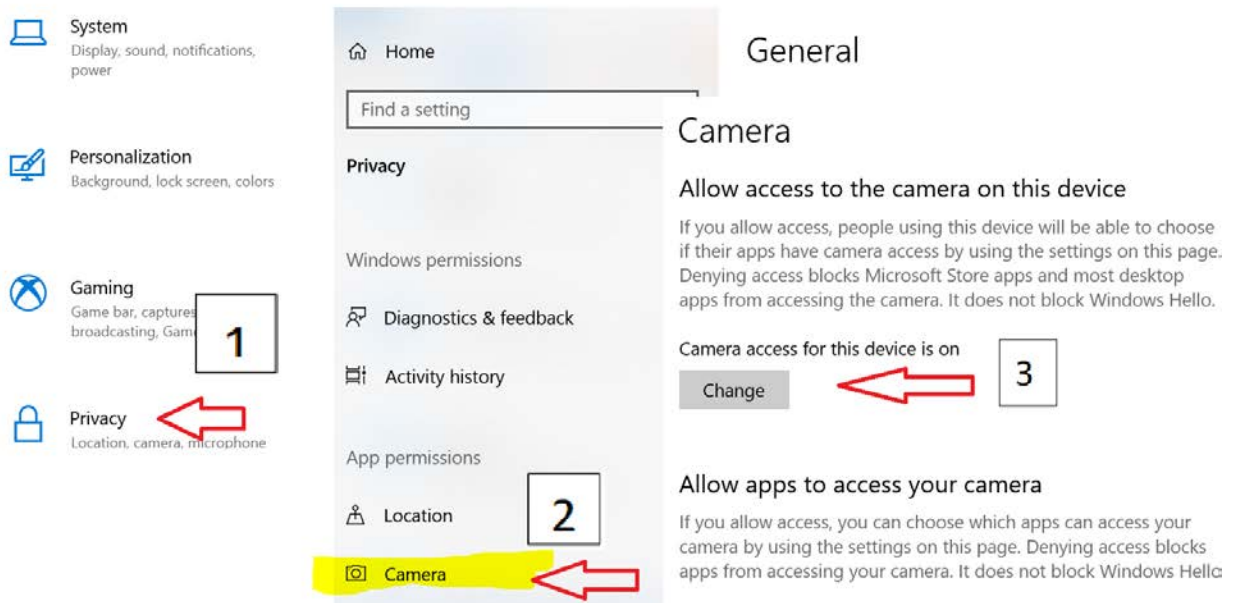 System
Display, sound, notifications,
power
Personalization
Background, lock screen, colors
Gaming
Game bar, captures
broadcasting, Gam
1
Privacy
Location, camera, microphone
Home
Find a setting
Privacy
Windows permissions
Diagnostics & feedback
Activity history
App permissions
Location
2
Camera
General
Camera
Allow access to the camera on this device
If you allow access, people using this device will be able to choose
if their apps have camera access by using the settings on this page.
Denying access blocks Microsoft Store apps and most desktop
apps from accessing the camera. It does not block Windows Hello.
Camera access for this device is on
3
Change
Allow apps to access your camera
If you allow access, you can choose which apps can access your
camera by using the settings on this page. Denying access blocks
apps from accessing your camera. It does not block Windows Hello